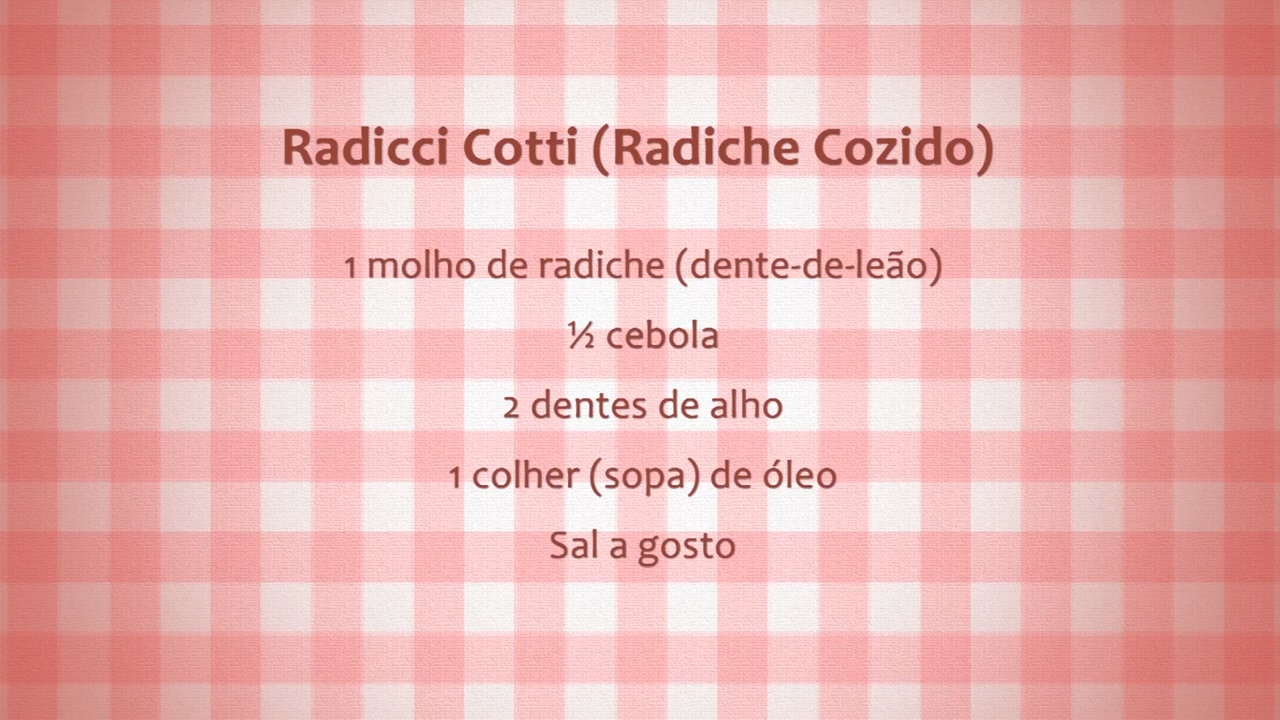 Radicci Cotti (Radiche Cozido)
1 molho de radiche (dente-de-leão)
½ cebola
2 dentes de alho
1 colher (sopa) de óleo
Sal a gosto